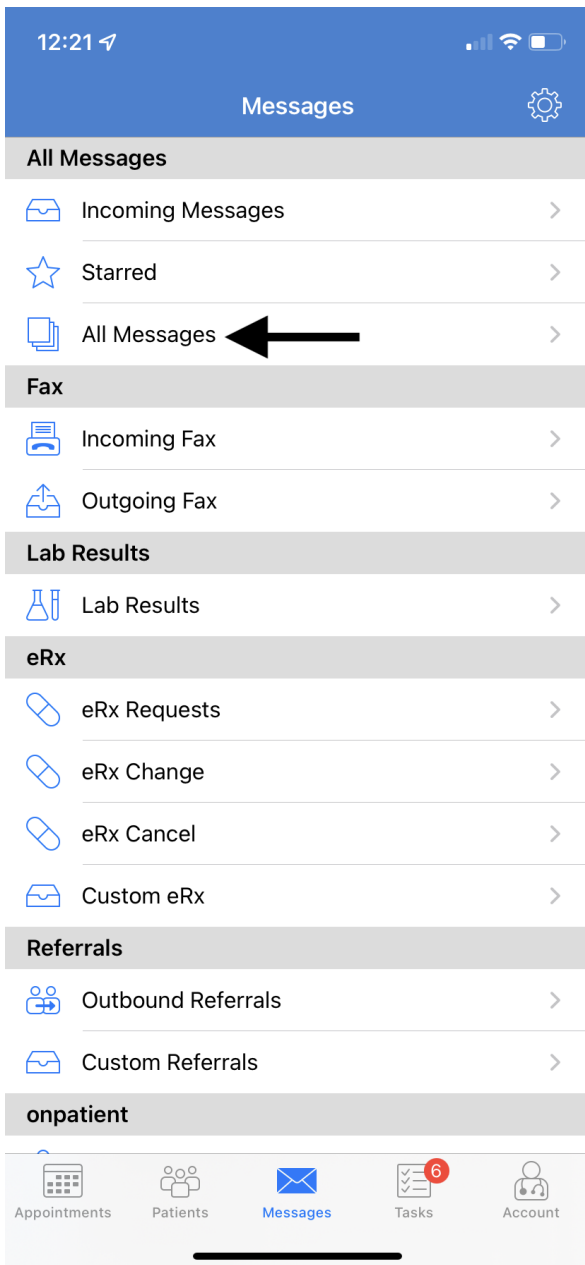 12:21
Messages
All Messages
Incoming Messages
Starred
All Messages
Fax
Incoming Fax
Outgoing Fax
Lab Results
Lab Results
eRx
eRx Requests
eRx Change
eRx Cancel
Custom eRx
Referrals
Outbound Referrals
Custom Referrals
onpatient
6
Appointments Patients Messages Tasks Account